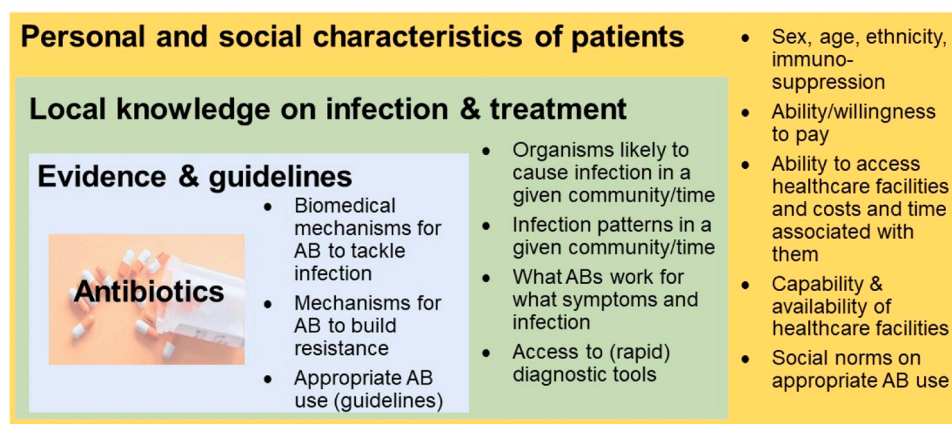 Personal and social characteristics of patients
Local knowledge on infection & treatment
Evidence & guidelines
Antibiotics
• Biomedical
mechanisms for
AB to tackle
infection
• Mechanisms for
AB to build
resistance
• Appropriate AB
use (guidelines)
• Organisms likely to
cause infection in a
given community/time
• Infection patterns in a
given community/time
• What ABs work for
what symptoms and
infection
• Access to (rapid)
diagnostic tools
• Sex, age, ethnicity,
immuno-
suppression
• Ability/willingness
to pay
• Ability to access
healthcare facilities
and costs and time
associated with
them
• Capability &
availability of
healthcare facilities
• Social norms on
appropriate AB use